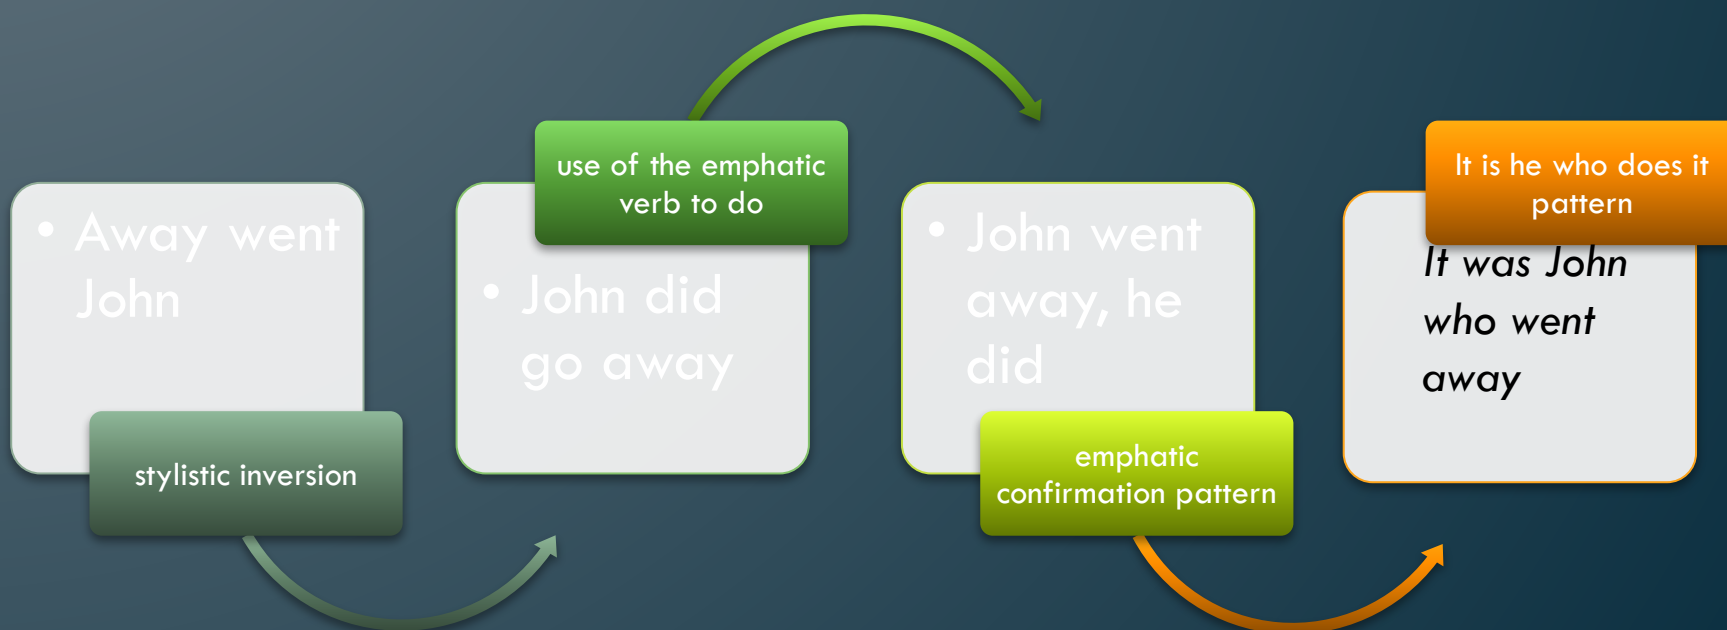 • Away went
John
stylistic inversion
use of the emphatic
verb to do
• John did
go away
• John went
away, he
did
emphatic
confirmation pattern
It is he who does it
pattern
It was John
who went
away